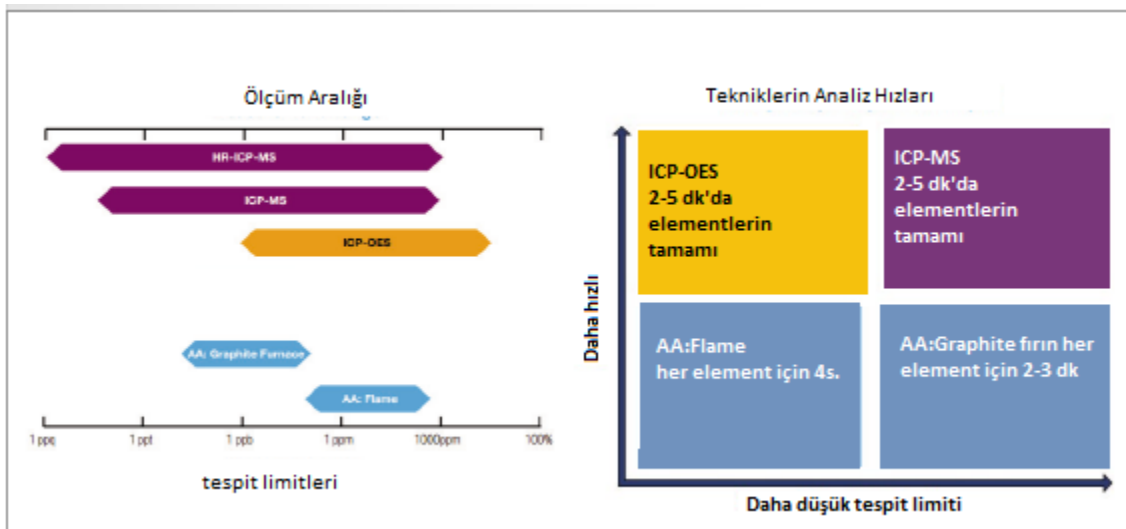 Ölçüm Aralığı
HR-ICP-MS
ICP-MS
ICP-OES
AA: Graphite Furnace
AA: Flame
1 ppq 1 ppt 1 ppb 1 ppm 1000ppm 100%
tespit limitleri
Tekniklerin Analiz Hızları
Daha hızlı
ICP-OES
2-5 dk'da
elementlerin
tamamı
ICP-MS
2-5 dk'da
elementlerin
tamamı
AA:Flame
her element için 4s.
AA:Graphite fırın her
element için 2-3 dk
Daha düşük tespit limiti